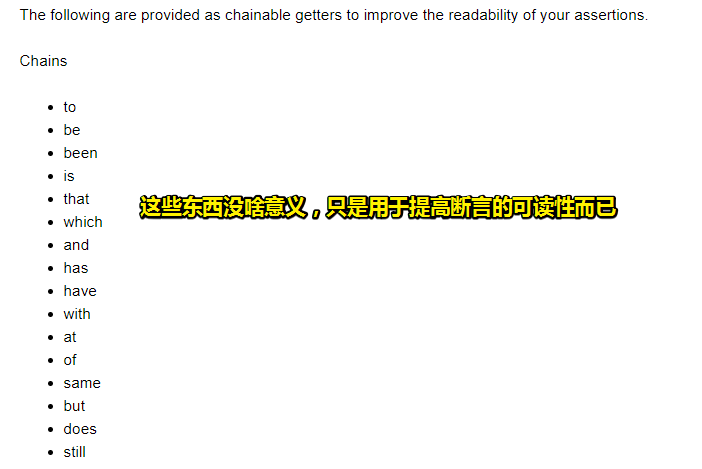 The following are provided as chainable getters to improve the readability of your assertions.
Chains
to
be
been
is
that
这些东西没啥意义，只是用于提高断言的可读性而已
which
and
has
have
with
at
of
same
but
does
still